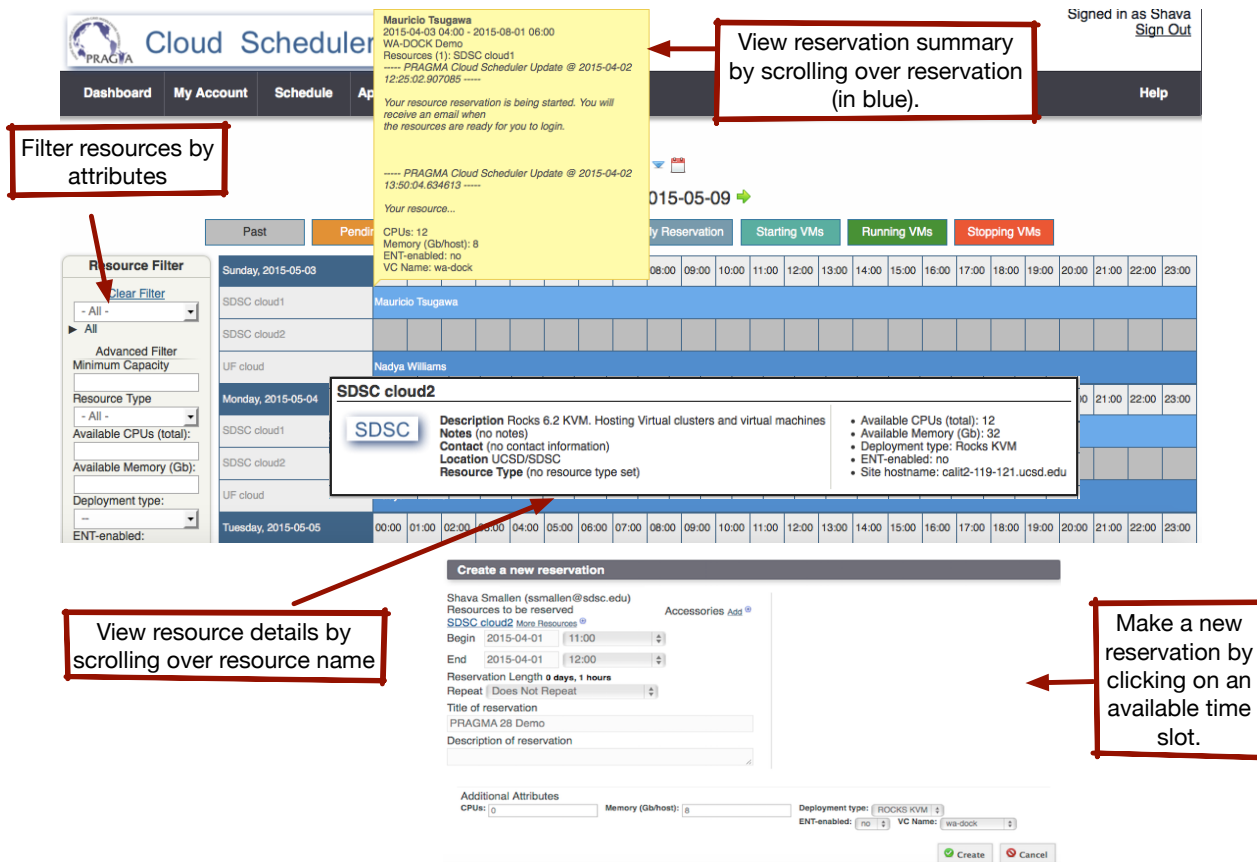 PRAGMA
Cloud Scheduler
Signed in as Shava
Sign Out
Dashboard My Account Schedule Ap Help
Mauricio Tsugawa
2015-04-03 04:00 - 2015-08-01 06:00
WA-DOCK Demo
Resources (1): SDSC cloud1
----- PRAGMA Cloud Scheduler Update @ 2015-04-02
12:25:02.907085 -----
Your resource reservation is being started. You will
receive an email when
the resources are ready for you to login.
----- PRAGMA Cloud Scheduler Update @ 2015-04-02
13:50:04.634613 -----
Your resource...
CPUs: 12
Memory (Gb/host): 8
ENT-enabled: no
VC Name: wa-dock
View reservation summary
by scrolling over reservation
(in blue).
Filter resources by
attributes
015-05-09
Past Pendin y Reservation Starting VMs Running VMs Stopping VMs
Resource Filter
Clear Filter
- All -
All
Advanced Filter
Minimum Capacity
Resource Type
- All -
Available CPUs (total):
Available Memory (Gb):
Deployment type:
--
ENT-enabled:
Sunday, 2015-05-03 08:00 09:00 10:00 11:00 12:00 13:00 14:00 15:00 16:00 17:00 18:00 19:00 20:00 21:00 22:00 23:00
SDSC cloud1 Mauricio Tsugawa
SDSC cloud2
UF cloud Nadya Williams
Monday, 2015-05-04 21:00 22:00 23:00
SDSC cloud1
SDSC cloud2
UF cloud
Tuesday, 2015-05-05 00:00 01:00 02:00 03:00 04:00 05:00 06:00 07:00 08:00 09:00 10:00 11:00 12:00 13:00 14:00 15:00 16:00 17:00 18:00 19:00 20:00 21:00 22:00 23:00
SDSC cloud2
SDSC
Description Rocks 6.2 KVM. Hosting Virtual clusters and virtual machines
Notes (no notes)
Contact (no contact information)
Location UCSD/SDSC
Resource Type (no resource type set)
• Available CPUs (total): 12
• Available Memory (Gb): 32
• Deployment type: Rocks KVM
• ENT-enabled: no
• Site hostname: calit2-119-121.ucsd.edu
View resource details by
scrolling over resource name
Create a new reservation
Shava Smallen (ssmallen@sdsc.edu)
Resources to be reserved Accessories Add
SDSC cloud2 More Resources
Begin 2015-04-01 11:00
End 2015-04-01 12:00
Reservation Length 0 days, 1 hours
Repeat Does Not Repeat
Title of reservation
PRAGMA 28 Demo
Description of reservation
Additional Attributes
CPUs: 0 Memory (Gb/host): 8 Deployment type: ROCKS KVM
ENT-enabled: no VC Name: wa-dock
Create Cancel
Make a new
reservation by
clicking on an
available time
slot.